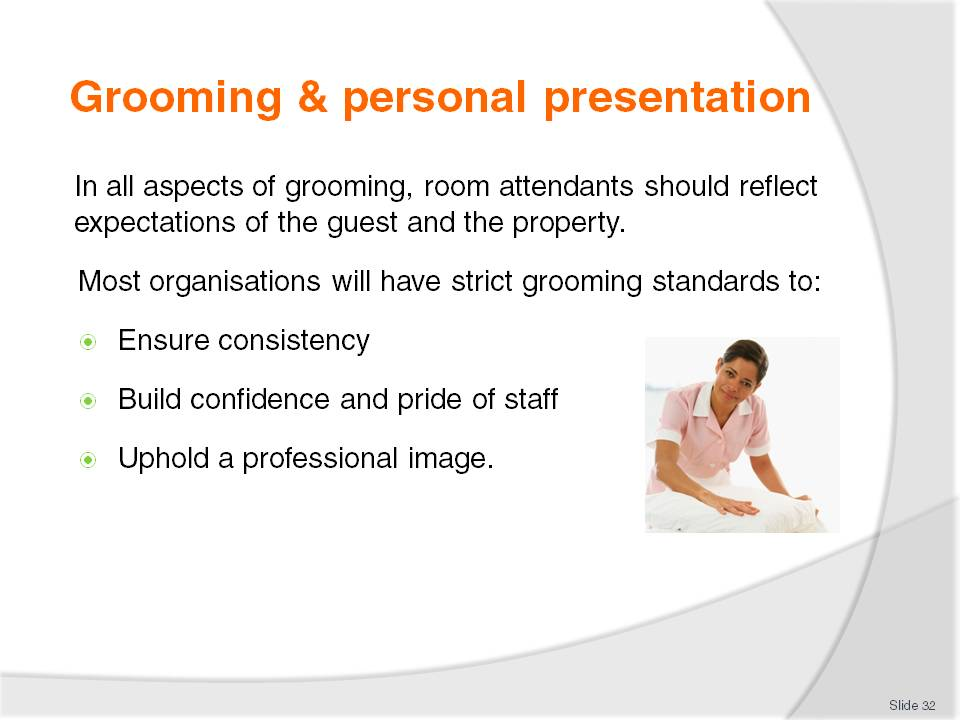 Grooming & personal presentation
In all aspects of grooming, room attendants should reflect
expectations of the guest and the property.
Most organisations will have strict grooming standards to:
Ensure consistency
Build confidence and pride of staff
Uphold a professional image.
Slide 32